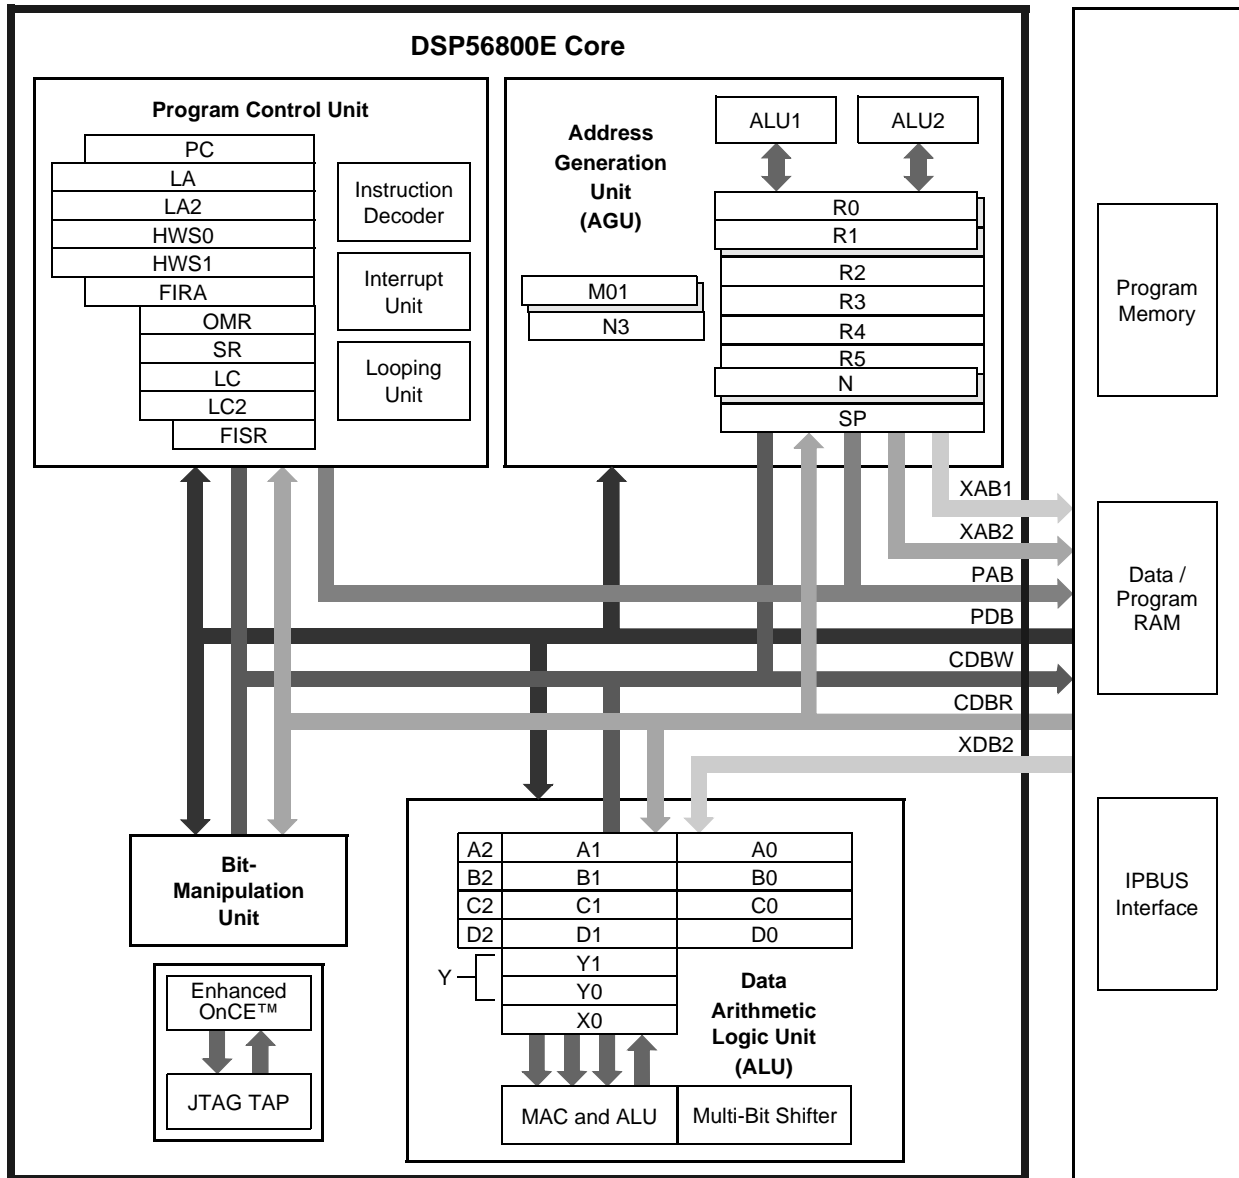 DSP56800E Core
Program Control Unit
PC
LA
LA2
HWS0
HWS1
FIRA
OMR
SR
LC
LC2
FISR
Instruction
Decoder
Interrupt
Unit
Looping
Unit
Address
Generation
Unit
(AGU)
ALU1
ALU2
R0
R1
R2
R3
R4
R5
N
SP
M01
N3
XAB1
XAB2
PAB
PDB
CDBW
CDBR
XDB2
Program
Memory
Data /
Program
RAM
IPBUS
Interface
Bit-
Manipulation
Unit
Enhanced
OnCE™
JTAG TAP
A2 A1 A0
B2 B1 B0
C2 C1 C0
D2 D1 D0
Y
Y1
Y0
X0
Data
Arithmetic
Logic Unit
(ALU)
MAC and ALU
Multi-Bit Shifter